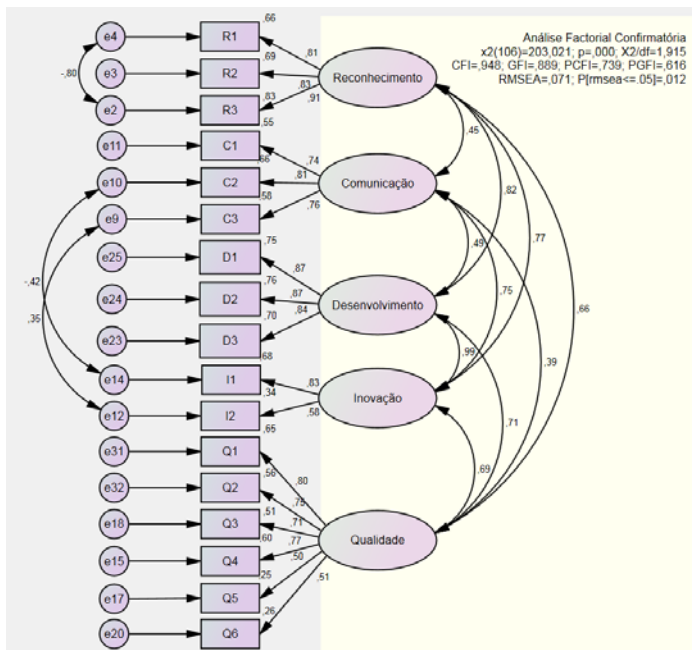 Análise Factorial Confirmatória
x2(106)=203,021; p=,000; X2/df=1,915
CFI=,948; GFI=,889; PCFI=,739; PGFI=,616
RMSEA=,071; P[rmsea<=.05]=,012
,66
e4
R1
,81
,69
e3
R2
,83
Reconhecimento
-,80
,83
e2
R3
,91
,55
e11
C1
,74
,45
,66
e10
C2
,81
Comunicação
,58
,82
e9
C3
,76
,75
,77
e25
D1
,87
,49
-,42
,76
e24
D2
,87
Desenvolvimento
,75
,66
,35
,70
e23
D3
,84
,68
,99
,39
e14
I1
,83
Inovação
,34
e12
I2
,58
,65
,71
e31
Q1
,80
,69
,56
e32
Q2
,75
,51
e18
Q3
,71
,60
Qualidade
e15
Q4
,77
,25
,50
e17
Q5
,51
,26
e20
Q6